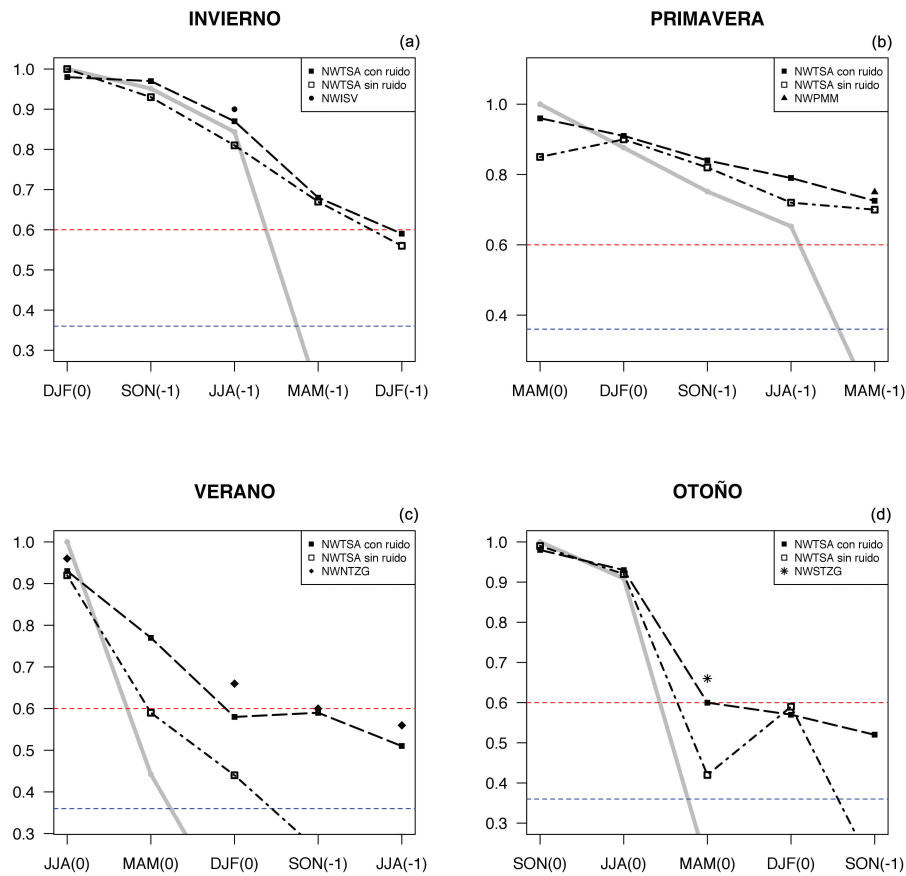 INVIERNO
(a)
NWTSA con ruido
NWTSA sin ruido
NWISV
1.0
0.9
0.8
0.7
0.6
0.5
0.4
0.3
DJF(0) SON(-1) JJA(-1) MAM(-1) DJF(-1)
PRIMAVERA
(b)
NWTSA con ruido
NWTSA sin ruido
NWPMM
1.0
0.8
0.6
0.4
MAM(0) DJF(0) SON(-1) JJA(-1) MAM(-1)
VERANO
(c)
NWTSA con ruido
NWTSA sin ruido
NWNTZG
1.0
0.9
0.8
0.7
0.6
0.5
0.4
0.3
JJA(0) MAM(0) DJF(0) SON(-1) JJA(-1)
OTOÑO
(d)
NWTSA con ruido
NWTSA sin ruido
NWSTZG
1.0
0.9
0.8
0.7
0.6
0.5
0.4
0.3
SON(0) JJA(0) MAM(0) DJF(0) SON(-1)